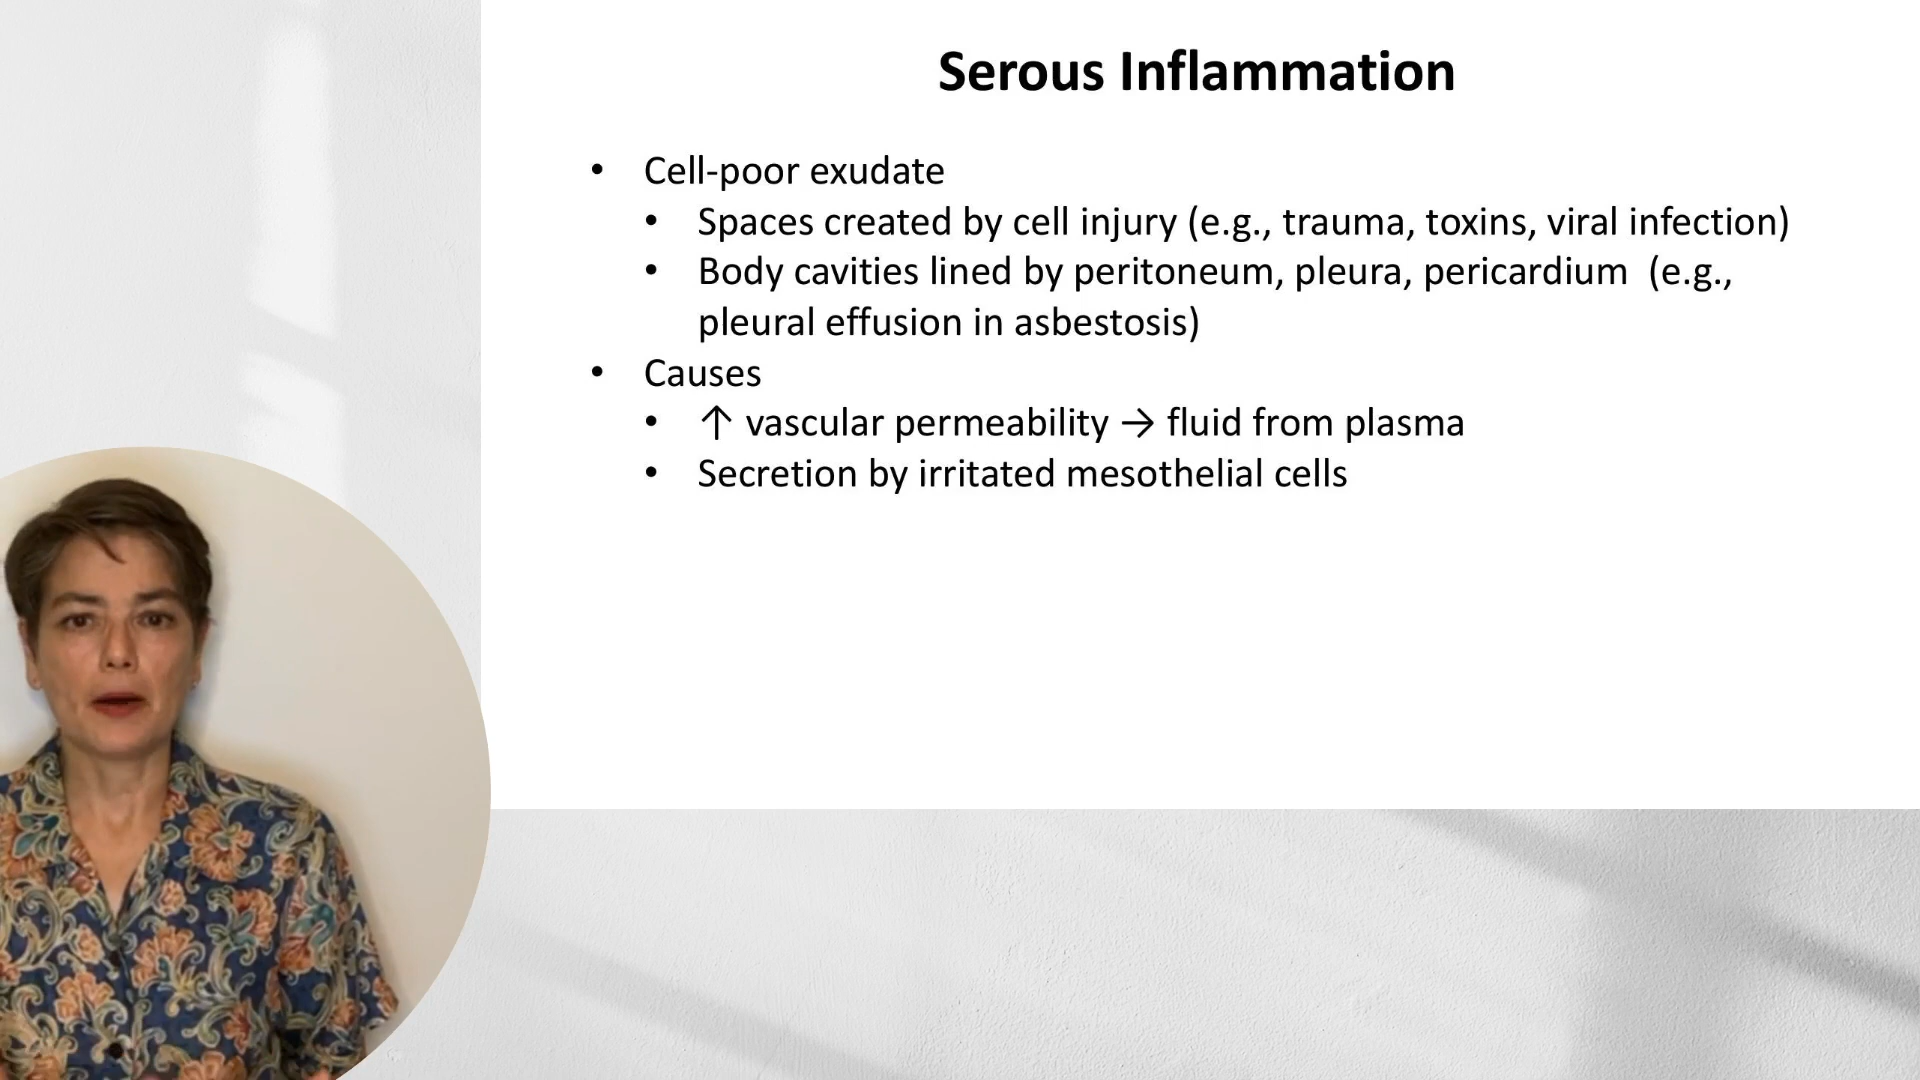 Serous Inflammation
• Cell-poor exudate
• Spaces created by cell injury (e.g., trauma, toxins, viral infection)
• Body cavities lined by peritoneum, pleura, pericardium  (e.g.,
pleural effusion in asbestosis)
• Causes
• ↑ vascular permeability → fluid from plasma
• Secretion by irritated mesothelial cells